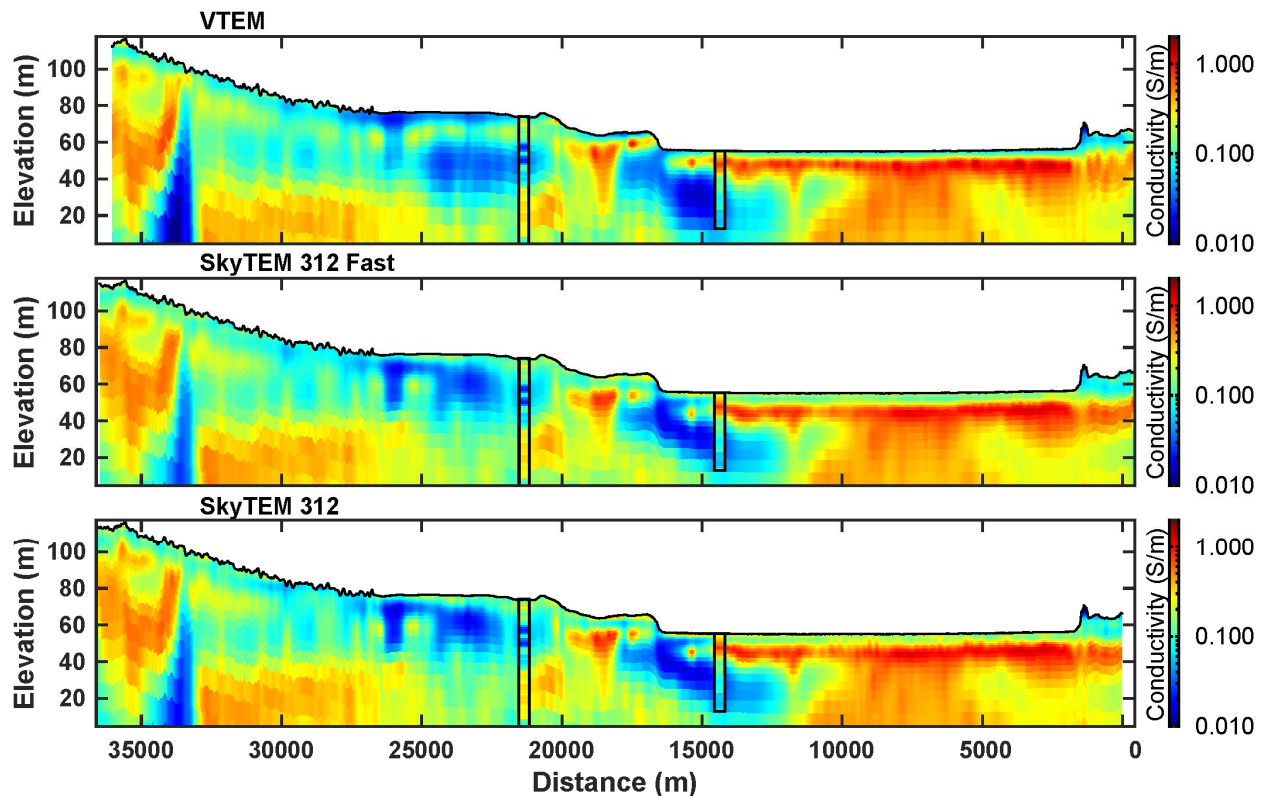 VTEM
Elevation (m)
100
80
60
40
20
Conductivity (S/m)
1.000
0.100
0.010
SkyTEM 312 Fast
Elevation (m)
100
80
60
40
20
Conductivity (S/m)
1.000
0.100
0.010
SkyTEM 312
Elevation (m)
100
80
60
40
20
Conductivity (S/m)
1.000
0.100
0.010
35000 30000 25000 20000 15000 10000 5000 0
Distance (m)